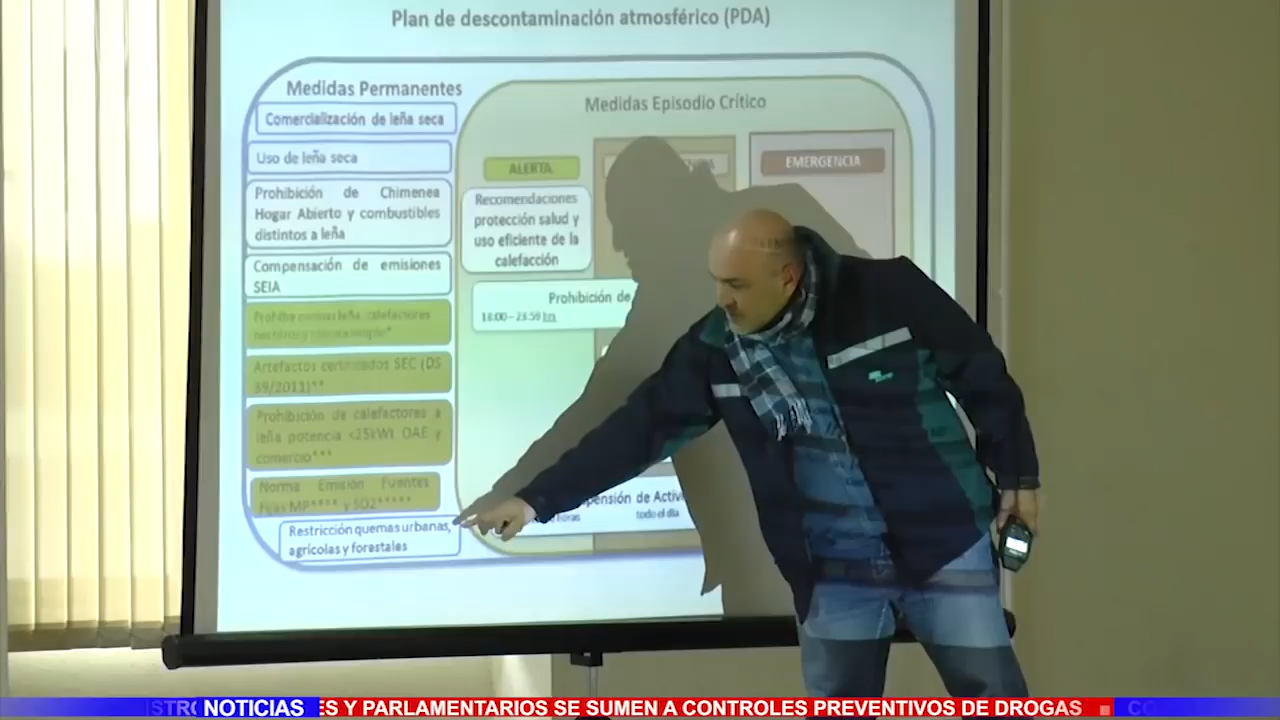 Plan de descontaminación atmosférico (PDA)
Medidas Permanentes
Comercialización de leña seca
Uso de leña seca
Prohibición de Chimenea
Hogar Abierto y combustibles
distintos a leña
Compensación de emisiones
SEIA
Artefactos certificados SEC (DS
39/2011)**
Prohibición de calefactores a
leña potencia <25kWt OAE y
comercio***
Norma Emisión Fuentes
Fijas MP**** y SO2*****
Restricción quemas urbanas,
agrícolas y forestales
Medidas Episodio Crítico
ALERTA
Recomendaciones
protección salud y
uso eficiente de la
calefacción
EMERGENCIA
Prohibición de
18:00 – 23:59 hrs
pensión de Activ
horas
todo el día
NOTICIAS
ES Y PARLAMENTARIOS SE SUMEN A CONTROLES PREVENTIVOS DE DROGAS